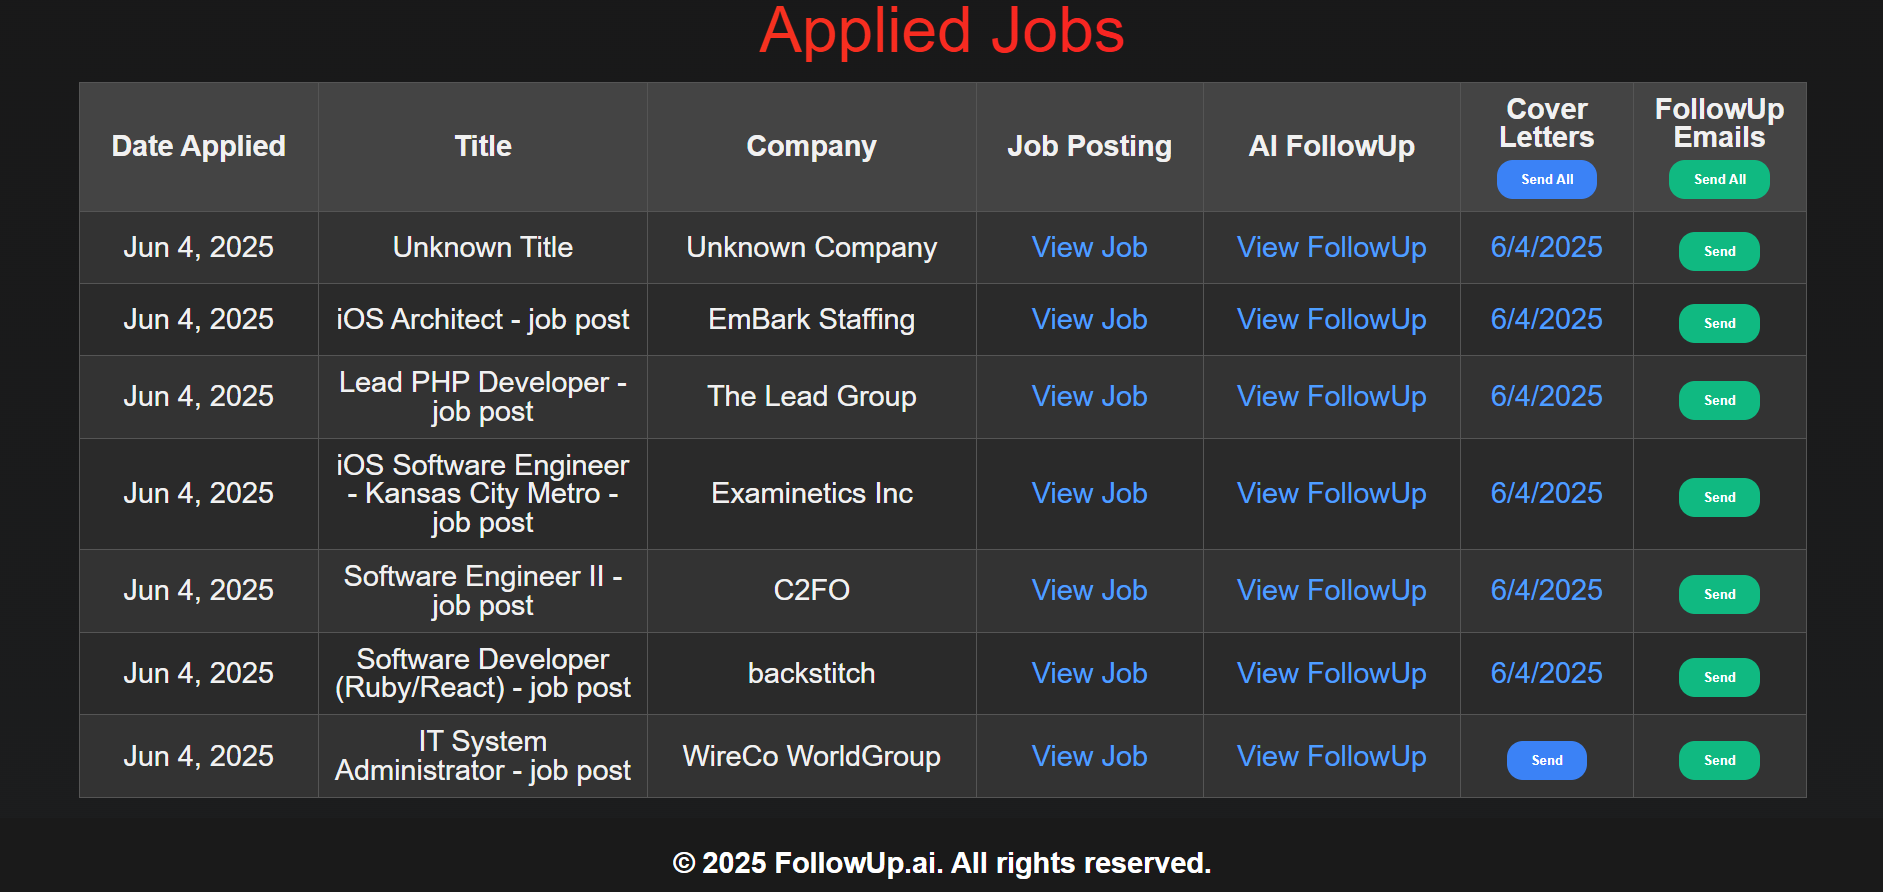 Applied Jobs
Date Applied Title Company Job Posting AI FollowUp Cover Letters Send All FollowUp Emails Send All
Jun 4, 2025 Unknown Title Unknown Company View Job View FollowUp 6/4/2025 Send
Jun 4, 2025 iOS Architect - job post EmBark Staffing View Job View FollowUp 6/4/2025 Send
Jun 4, 2025 Lead PHP Developer - job post The Lead Group View Job View FollowUp 6/4/2025 Send
Jun 4, 2025 iOS Software Engineer - Kansas City Metro - job post Examinetics Inc View Job View FollowUp 6/4/2025 Send
Jun 4, 2025 Software Engineer II - job post C2FO View Job View FollowUp 6/4/2025 Send
Jun 4, 2025 Software Developer (Ruby/React) - job post backstitch View Job View FollowUp 6/4/2025 Send
Jun 4, 2025 IT System Administrator - job post WireCo WorldGroup View Job View FollowUp Send Send
© 2025 FollowUp.ai. All rights reserved.